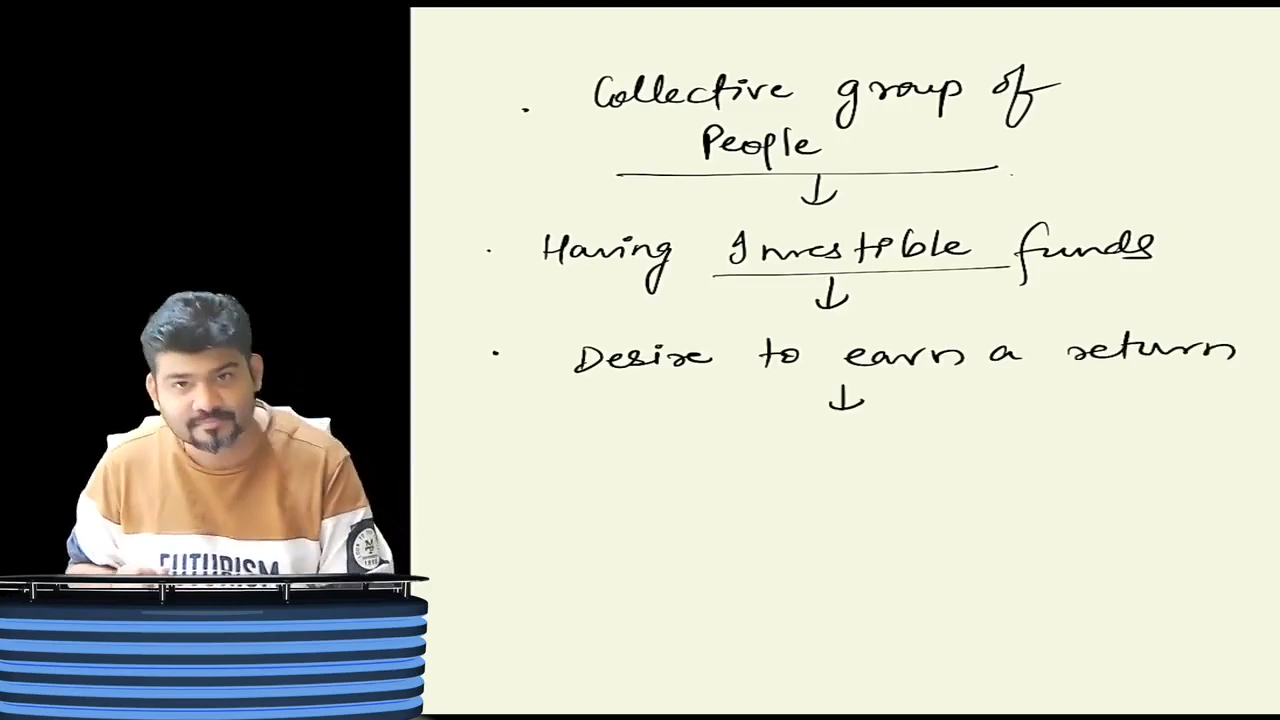 . Collective group of
People
. Having Investible funds
. Desire to earn a return
FUTURISM